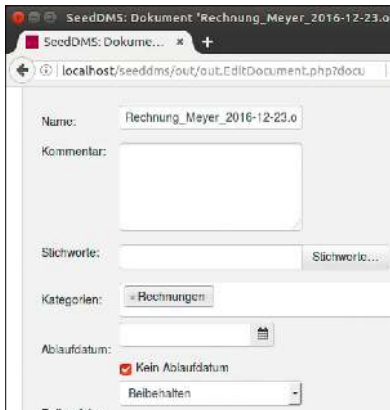 SeedDMS: Dokument 'Rechnung_Meyer_2016-12-23.o
SeedDMS: Dokume... × +
localhost/seeddms/out/out.EditDocument.php?docu
Name: Rechnung_Meyer_2016-12-23.o
Kommentar:
Stichworte: Stichworte...
Kategorien: × Rechnungen
Ablaufdatum:
Kein Ablaufdatum
Beibehalten